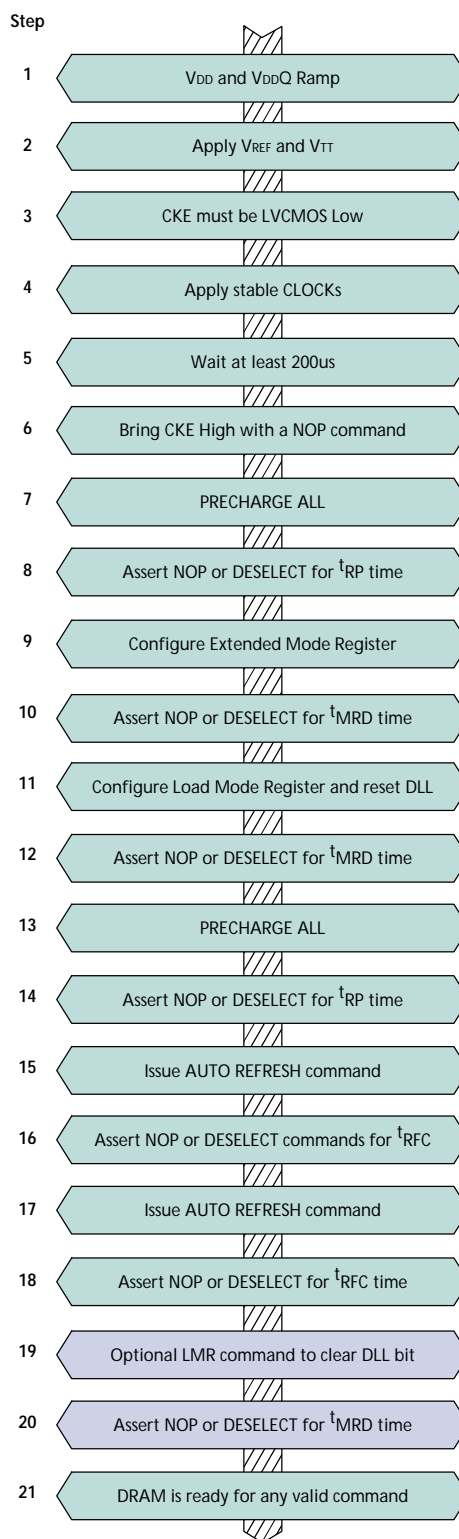 Step
1 VDD and VDDQ Ramp
2 Apply VREF and VTT
3 CKE must be LVCMOS Low
4 Apply stable CLOCKs
5 Wait at least 200us
6 Bring CKE High with a NOP command
7 PRECHARGE ALL
8 Assert NOP or DESELECT for tRP time
9 Configure Extended Mode Register
10 Assert NOP or DESELECT for tMRD time
11 Configure Load Mode Register and reset DLL
12 Assert NOP or DESELECT for tMRD time
13 PRECHARGE ALL
14 Assert NOP or DESELECT for tRP time
15 Issue AUTO REFRESH command
16 Assert NOP or DESELECT commands for tRFC
17 Issue AUTO REFRESH command
18 Assert NOP or DESELECT for tRFC time
19 Optional LMR command to clear DLL bit
20 Assert NOP or DESELECT for tMRD time
21 DRAM is ready for any valid command